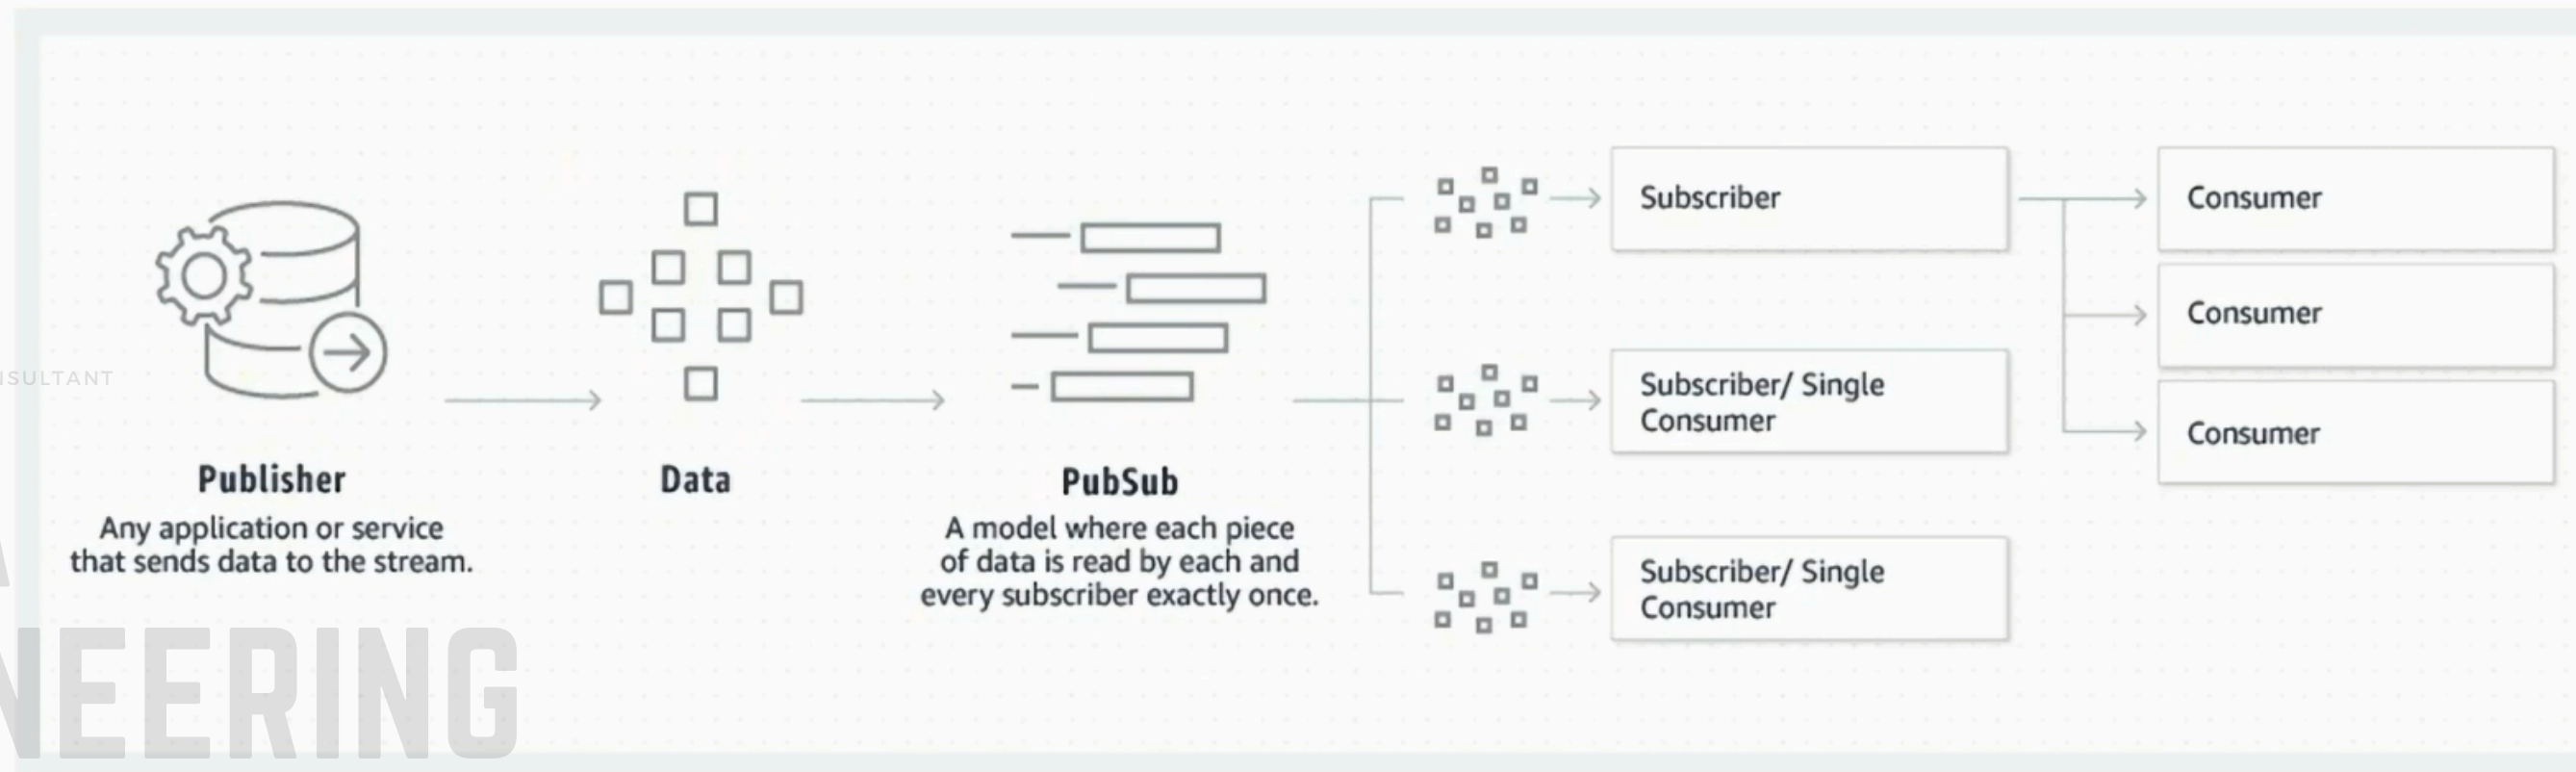 Publisher
Any application or service
that sends data to the stream.
Data
PubSub
A model where each piece
of data is read by each and
every subscriber exactly once.
Subscriber
Subscriber/ Single
Consumer
Subscriber/ Single
Consumer
Consumer
Consumer
Consumer
NSULTANT
NEERING